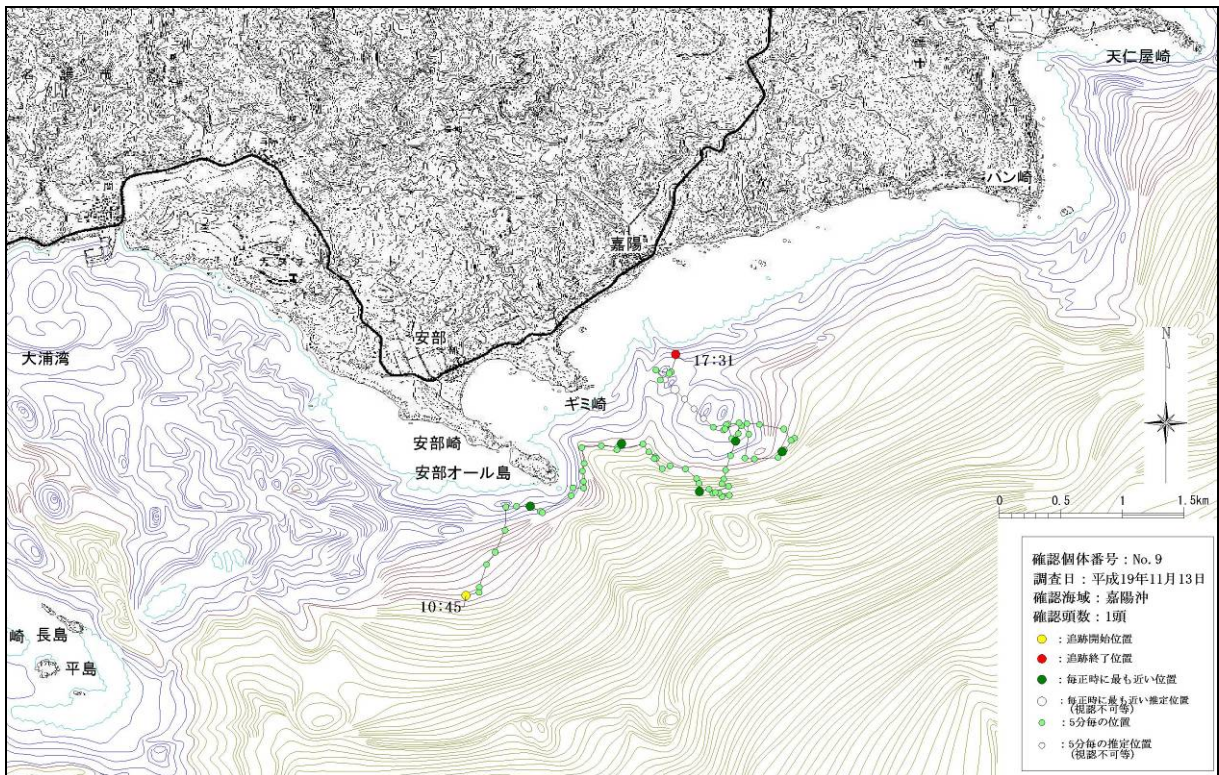 天仁屋崎
バン崎
嘉陽
安部
大浦湾
ギミ崎
安部崎
安部オール島
17:31
10:45
崎
長島
平島
N
0 0.5 1 1.5km
確認個体番号：No.9
調査日：平成19年11月13日
確認海域：嘉陽沖
確認頭数：1頭
：追跡開始位置
：追跡終了位置
：毎正時に最も近い位置
：毎正時に最も近い推定位置
（視認不可等）
：5分毎の位置
：5分毎の推定位置
（視認不可等）